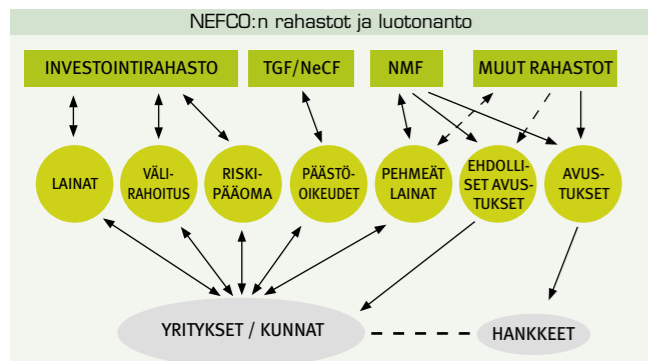 NEFCO:n rahastot ja luotonanto
INVESTOINTIRAHASTO
TGF/NeCF
NMF
MUUT RAHASTOT
LAINAT
VÄLI-
RAHOITUS
RISKI-
PÄÄOMA
PÄÄSTÖ-
OIKEUDET
PEHMEÄT
LAINAT
EHDOLLI-
SET AVUS-
TUKSET
AVUS-
TUKSET
YRITYKSET / KUNNAT
HANKKEET